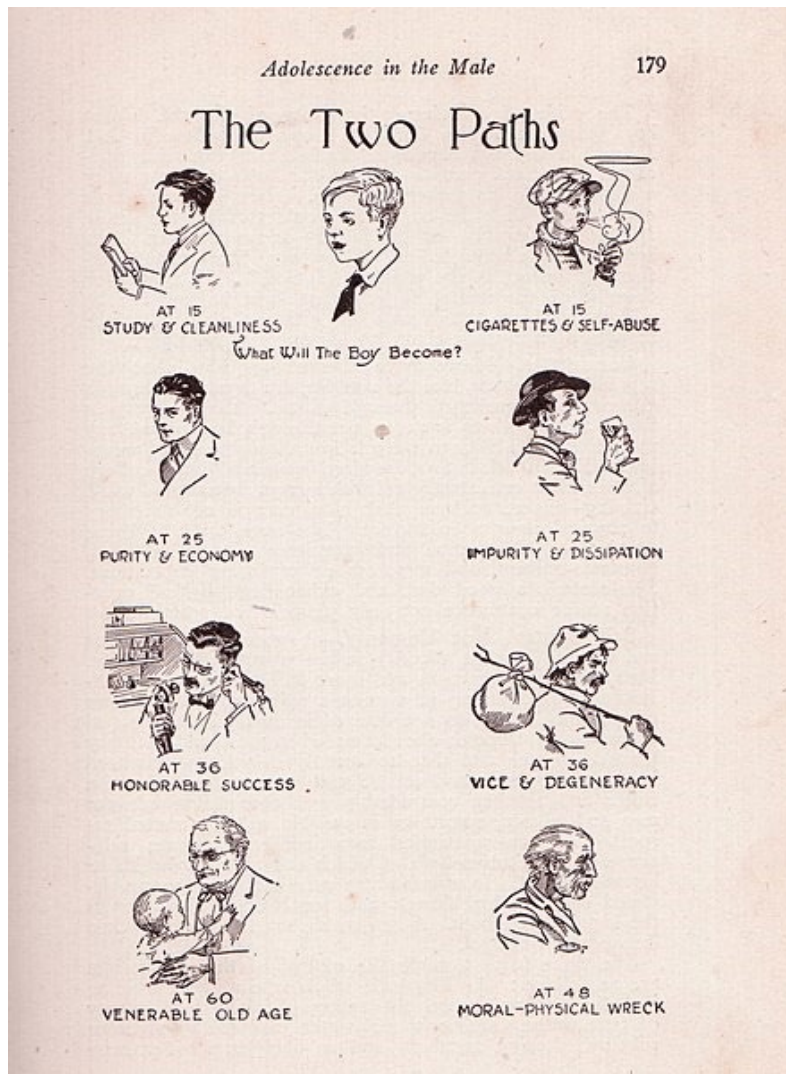 Adolescence in the Male 179
The Two Paths
AT 15
STUDY & CLEANLINESS
AT 15
CIGARETTES & SELF-ABUSE
What Will The Boy Become?
AT 25
PURITY & ECONOMY
AT 25
IMPURITY & DISSIPATION
AT 36
HONORABLE SUCCESS
AT 36
VICE & DEGENERACY
AT 60
VENERABLE OLD AGE
AT 48
MORAL-PHYSICAL WRECK